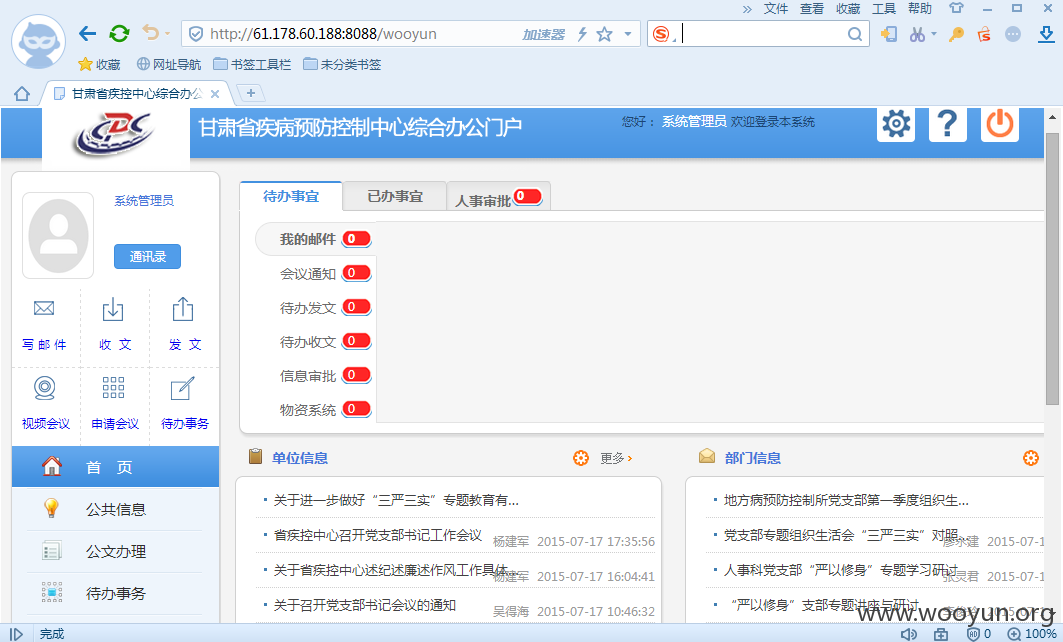 » 文件 查看 收藏 工具 帮助
http://61.178.60.188:8088/wooyun 加速器
收藏 网址导航 书签工具栏 未分类书签
甘肃省疾控中心综合办公
CDC 甘肃省疾病预防控制中心综合办公门户 您好： 系统管理员 欢迎登录本系统
系统管理员
通讯录
写 邮 件 收 文 发 文
视频会议 申请会议 待办事务
首 页
公共信息
公文办理
待办事务
待办事宜 已办事宜 人事审批 0
我的邮件 0
会议通知 0
待办发文 0
待办收文 0
信息审批 0
物资系统 0
单位信息 更多
关于进一步做好“三严三实”专题教育有...
省疾控中心召开党支部书记工作会议 杨建军 2015-07-17 17:35:56
关于省疾控中心述纪述廉述作风工作具体... 杨建军 2015-07-17 16:04:41
关于召开党支部书记会议的通知 吴得海 2015-07-17 10:46:32
部门信息
地方病预防控制所党支部第一季度组织生...
党支部专题组织生活会“三严三实”对照... 2015-07-1
人事科党支部“严以修身”专题学习研讨 张灵君 2015-07-1
“严以修身”支部专题讲座与研讨 2015-07-1
www.wooyun.org
完成 0 100%